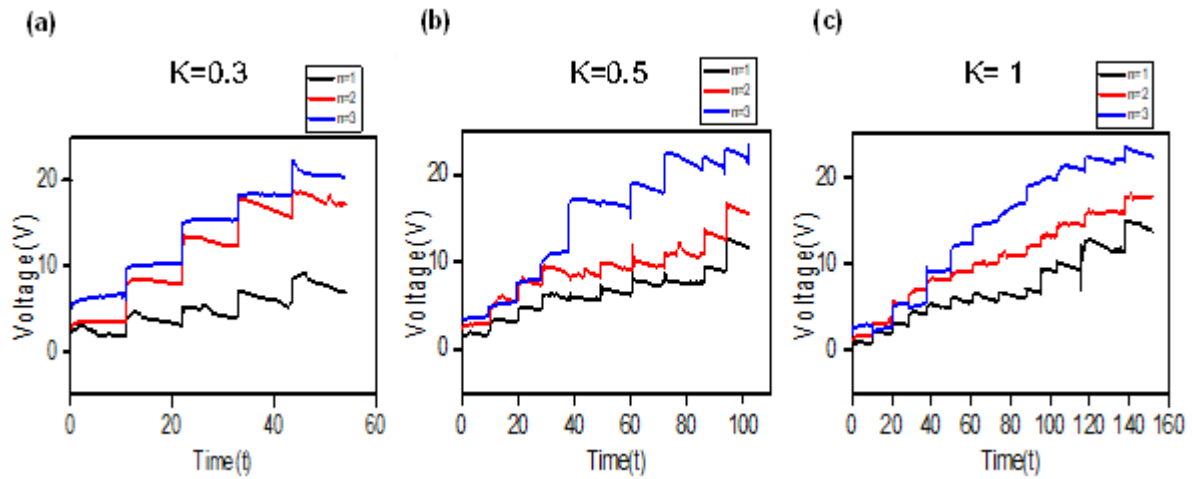 (a)
K=0.3
n=1
n=2
n=3
Voltage(V)
20
10
0
0
20
40
60
Time(t)
(b)
K=0.5
n=1
n=2
n=3
Voltage(V)
20
10
0
0
20
40
60
80
100
Time(t)
(c)
K= 1
n=1
n=2
n=3
Voltage(V)
20
10
0
0
20
40
60
80
100
120
140
160
Time(t)